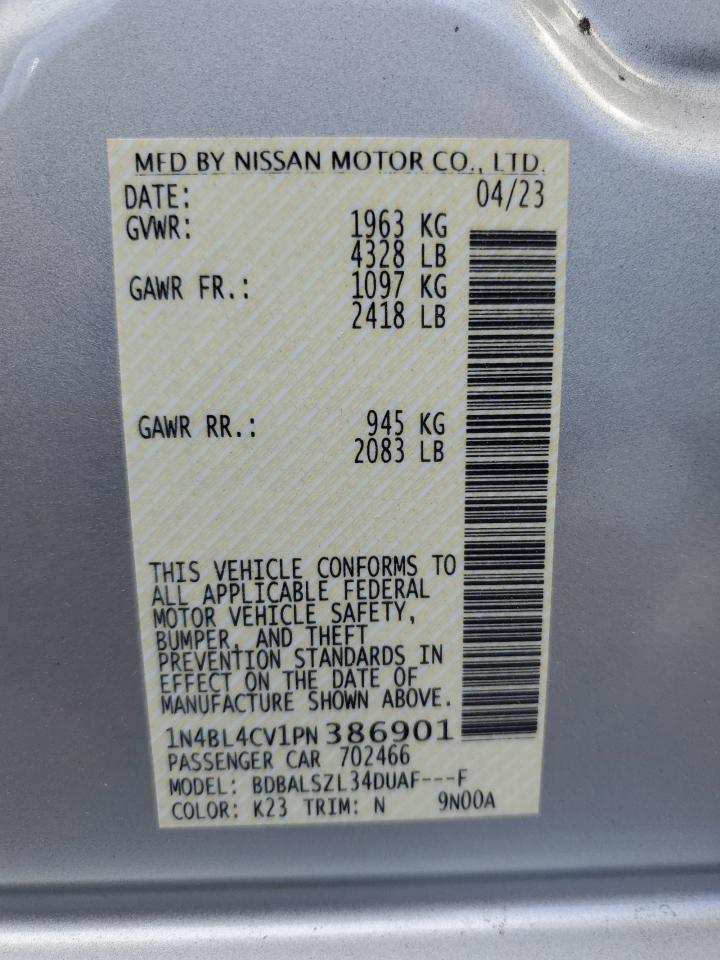 MFD BY NISSAN MOTOR CO., LTD.
DATE: 04/23
GVWR: 1963 KG
4328 LB
GAWR FR.: 1097 KG
2418 LB
GAWR RR.: 945 KG
2083 LB
THIS VEHICLE CONFORMS TO
ALL APPLICABLE FEDERAL
MOTOR VEHICLE SAFETY,
BUMPER, AND THEFT
PREVENTION STANDARDS IN
EFFECT ON THE DATE OF
MANUFACTURE SHOWN ABOVE.
1N4BL4CV1PN 386901
PASSENGER CAR 702466
MODEL: BDBALSZL34DUAF---F
COLOR: K23 TRIM: N 9N00A